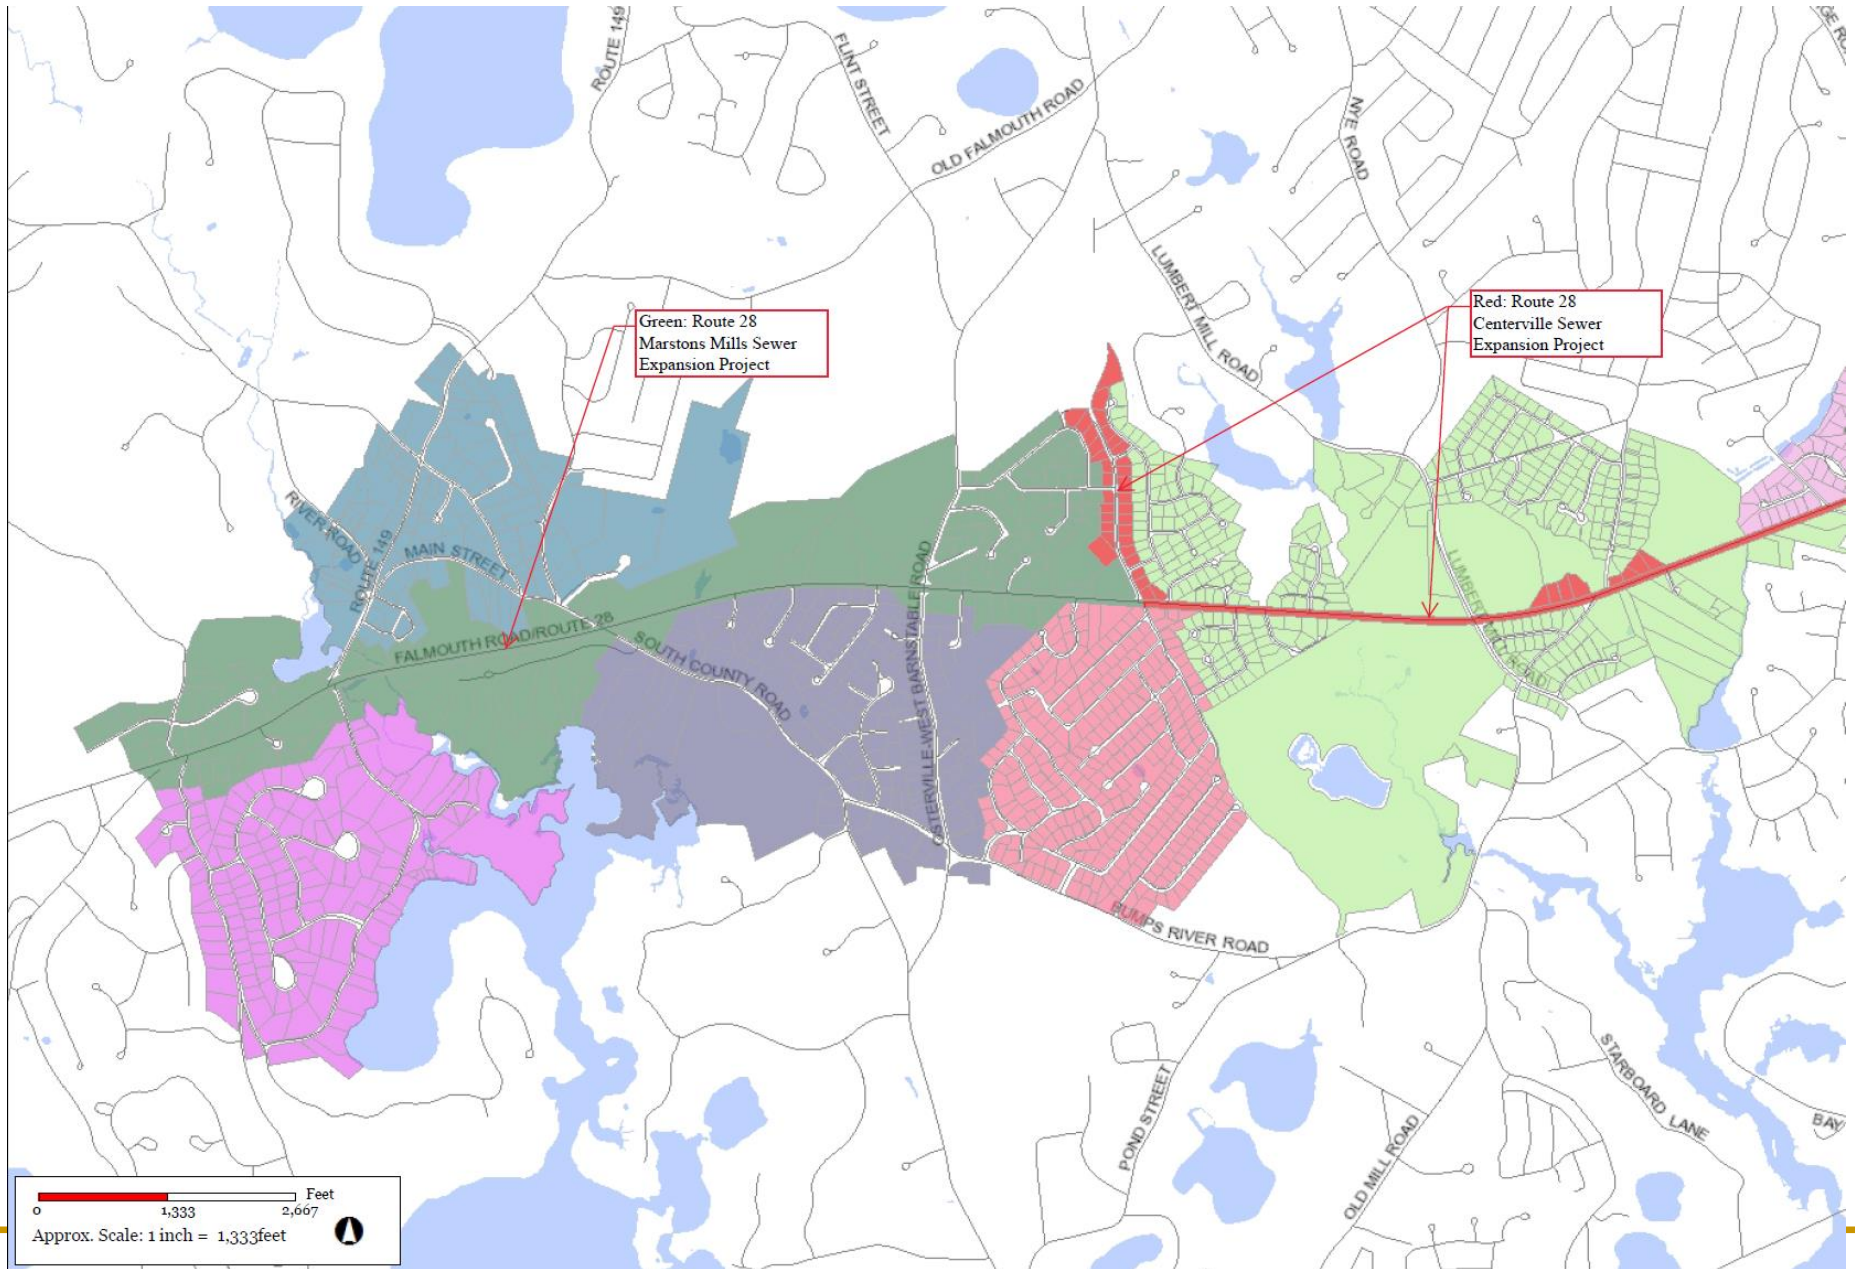 ROUTE 149
FLINT STREET
OLD FALMOUTH ROAD
NYE ROAD
LUMBERT MILL ROAD
Green: Route 28
Marstons Mills Sewer
Expansion Project
Red: Route 28
Centerville Sewer
Expansion Project
RIVER ROAD
ROUTE 149
MAIN STREET
FALMOUTH ROAD/ROUTE 28
SOUTH COUNTY ROAD
OSTERVILLE-WEST BARNSTABLE ROAD
LUMBERT MILL ROAD
BUMPS RIVER ROAD
POND STREET
OLD MILL ROAD
STARBOARD LANE
BAY
Feet
0 1,333 2,667
Approx. Scale: 1 inch = 1,333feet